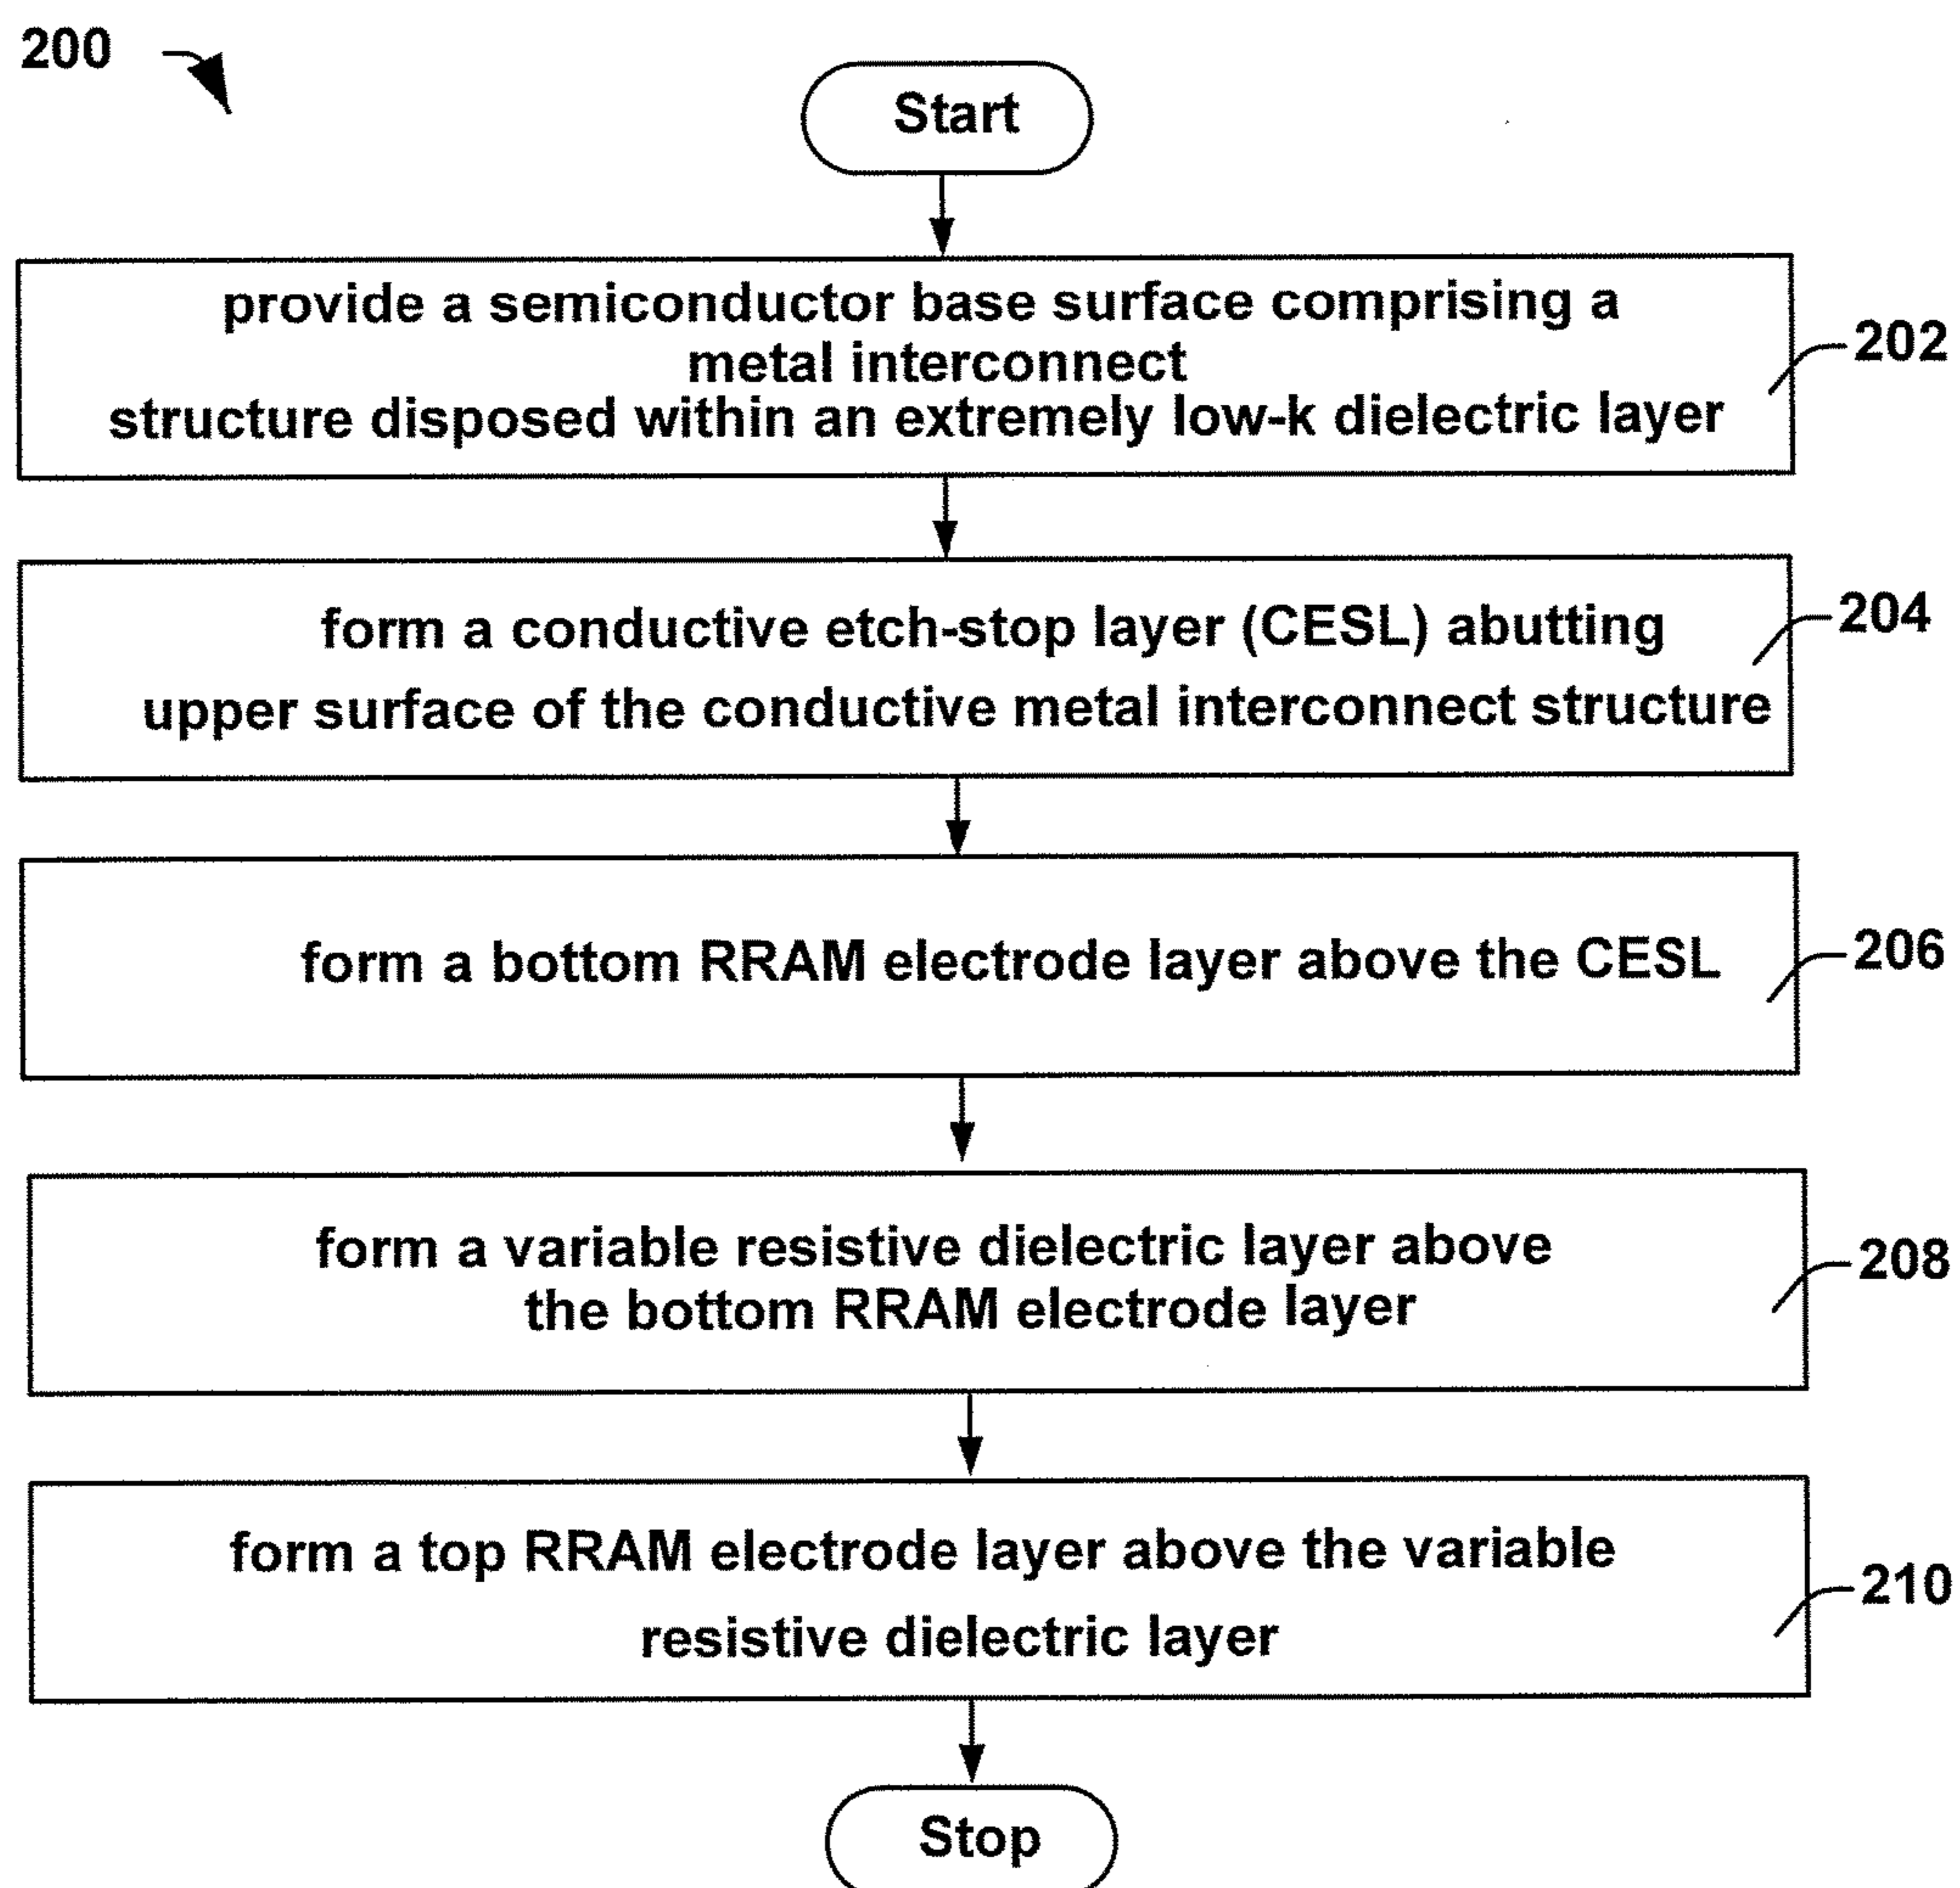 200
Start
provide a semiconductor base surface comprising a
metal interconnect
structure disposed within an extremely low-k dielectric layer
202
form a conductive etch-stop layer (CESL) abutting
upper surface of the conductive metal interconnect structure
204
form a bottom RRAM electrode layer above the CESL
206
form a variable resistive dielectric layer above
the bottom RRAM electrode layer
208
form a top RRAM electrode layer above the variable
resistive dielectric layer
210
Stop